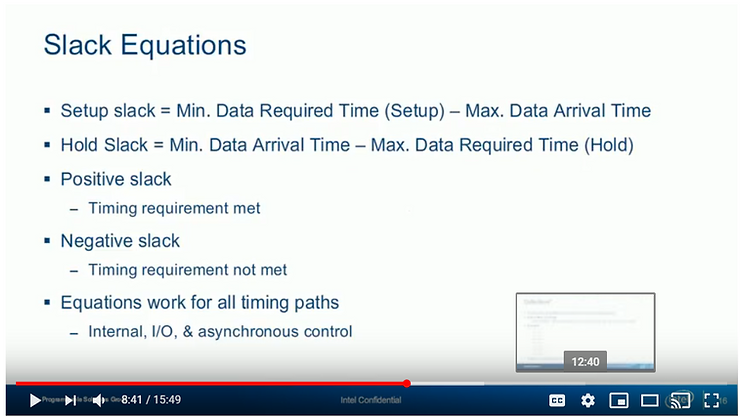 Slack Equations
▪ Setup slack = Min. Data Required Time (Setup) – Max. Data Arrival Time
▪ Hold Slack = Min. Data Arrival Time – Max. Data Required Time (Hold)
▪ Positive slack
– Timing requirement met
▪ Negative slack
– Timing requirement not met
▪ Equations work for all timing paths
– Internal, I/O, & asynchronous control
12:40
8:41 / 15:49
Intel Confidential
CC